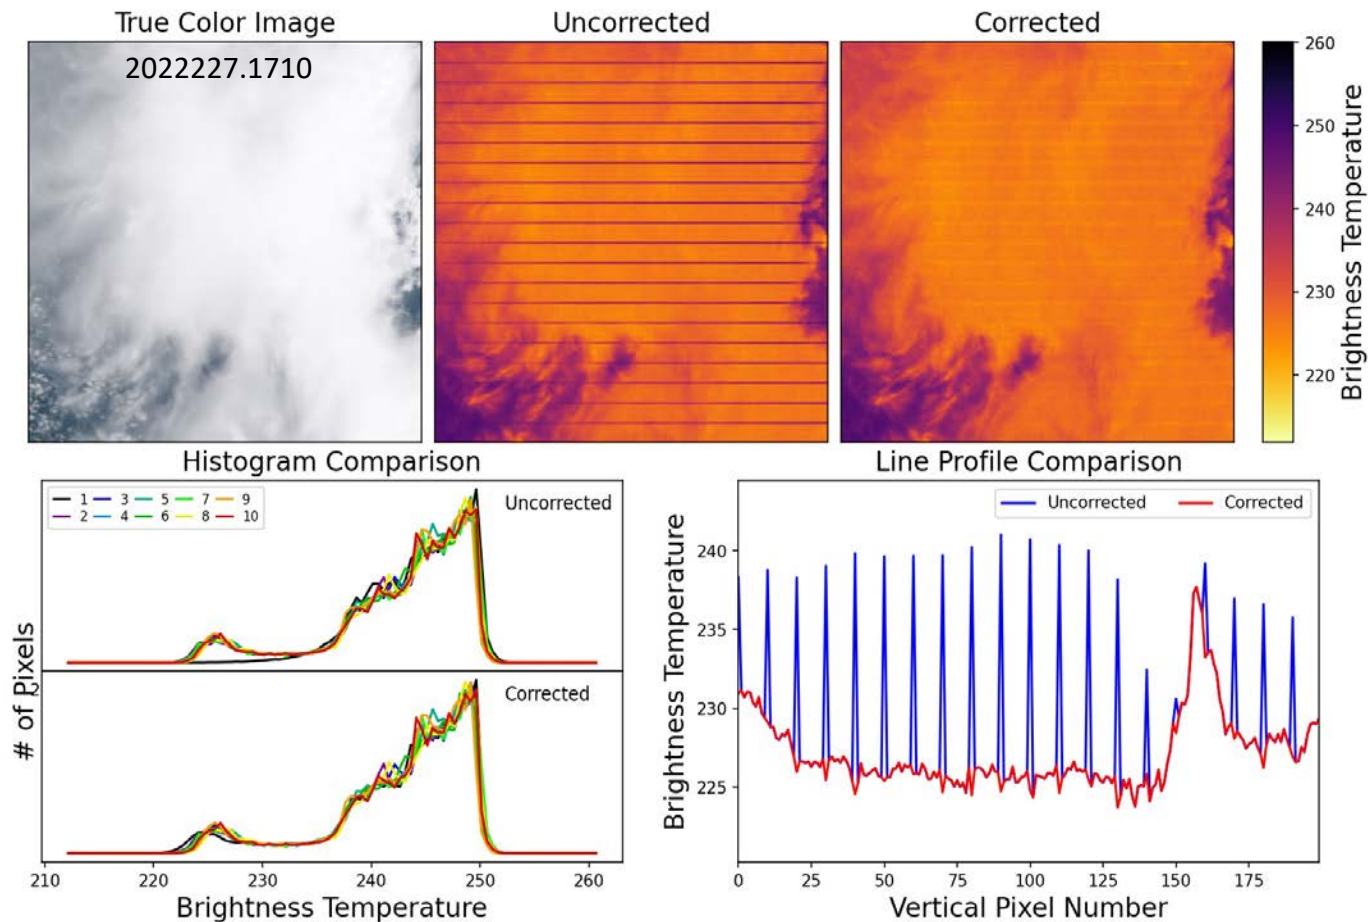 True Color Image
Uncorrected
Corrected
2022227.1710
260
250
240
230
220
Brightness Temperature
Histogram Comparison
Line Profile Comparison
1 3 5 7 9
2 4 6 8 10
Uncorrected
Corrected
# of Pixels
2
210 220 230 240 250 260
Brightness Temperature
Uncorrected Corrected
Brightness Temperature
240
235
230
225
0 25 50 75 100 125 150 175
Vertical Pixel Number